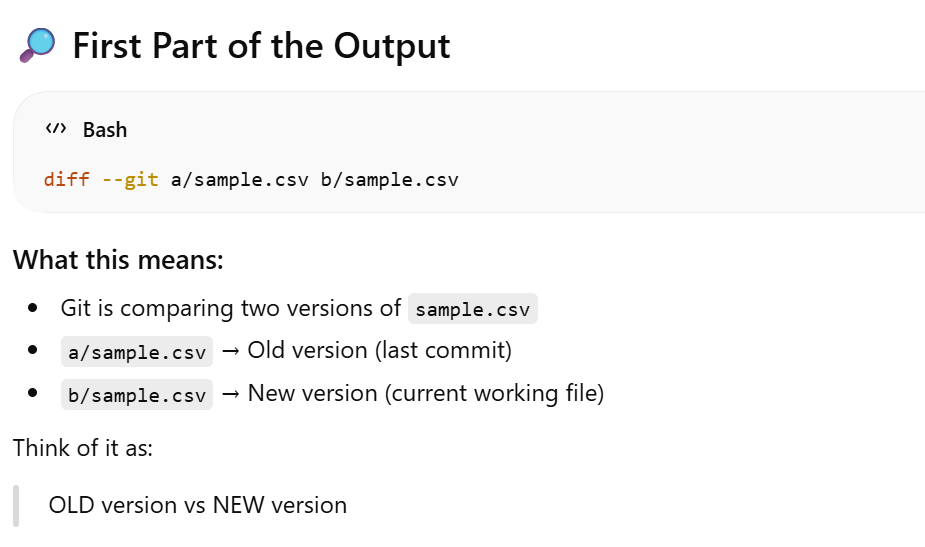 🔎 First Part of the Output
</> Bash
diff --git a/sample.csv b/sample.csv
What this means:
• Git is comparing two versions of sample.csv
• a/sample.csv → Old version (last commit)
• b/sample.csv → New version (current working file)
Think of it as:
OLD version vs NEW version